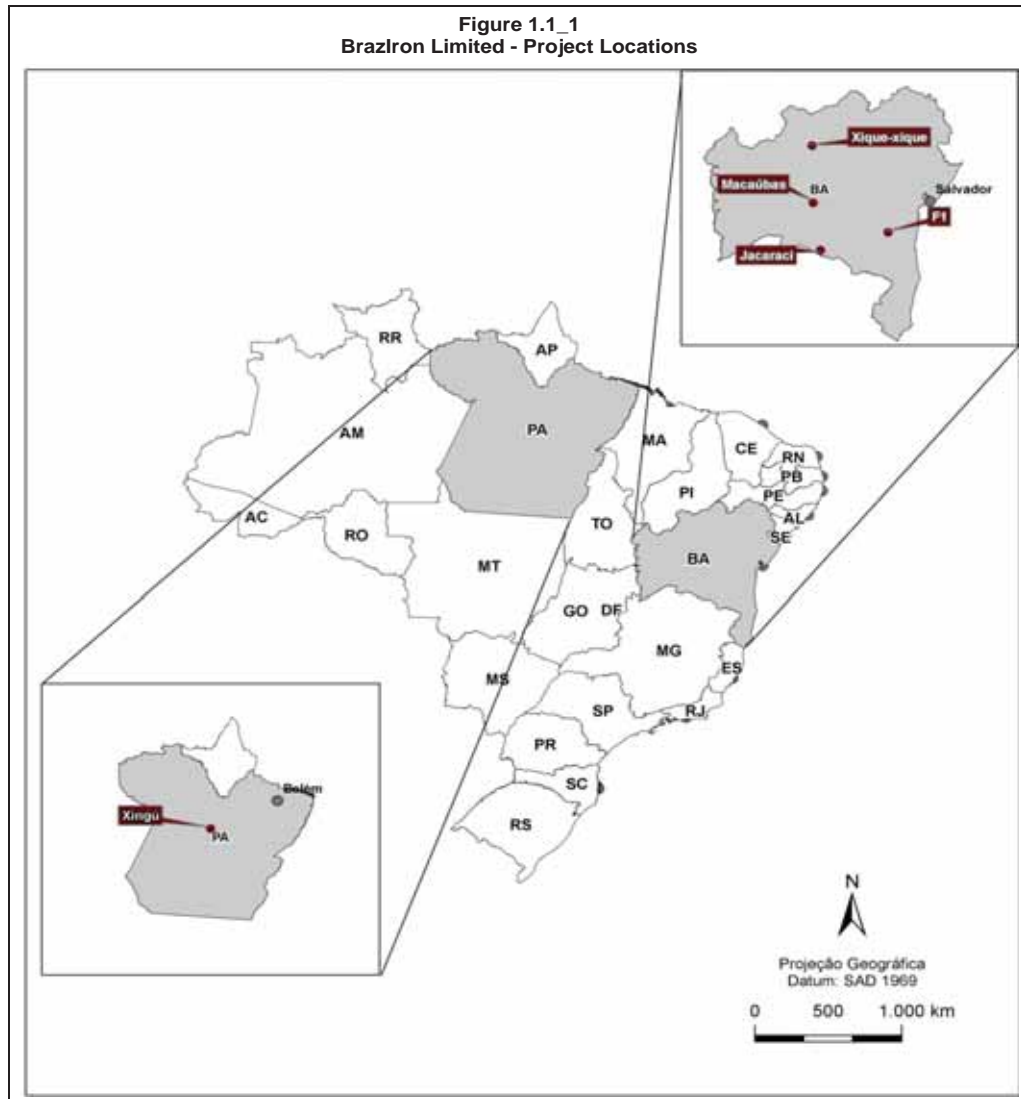 Figure 1.1_1
BrazIron Limited - Project Locations
Xique-xique
Macaúbas
BA
Salvador
F1
Jacaraci
RR
AP
AM
PA
MA
CE
RN
PB
PE
AL
SE
PI
AC
RO
TO
MT
BA
GO
DF
MG
ES
MS
SP
RJ
PR
SC
RS
Belém
Xingú
PA
N
Projeção Geográfica
Datum: SAD 1969
0 500 1.000 km